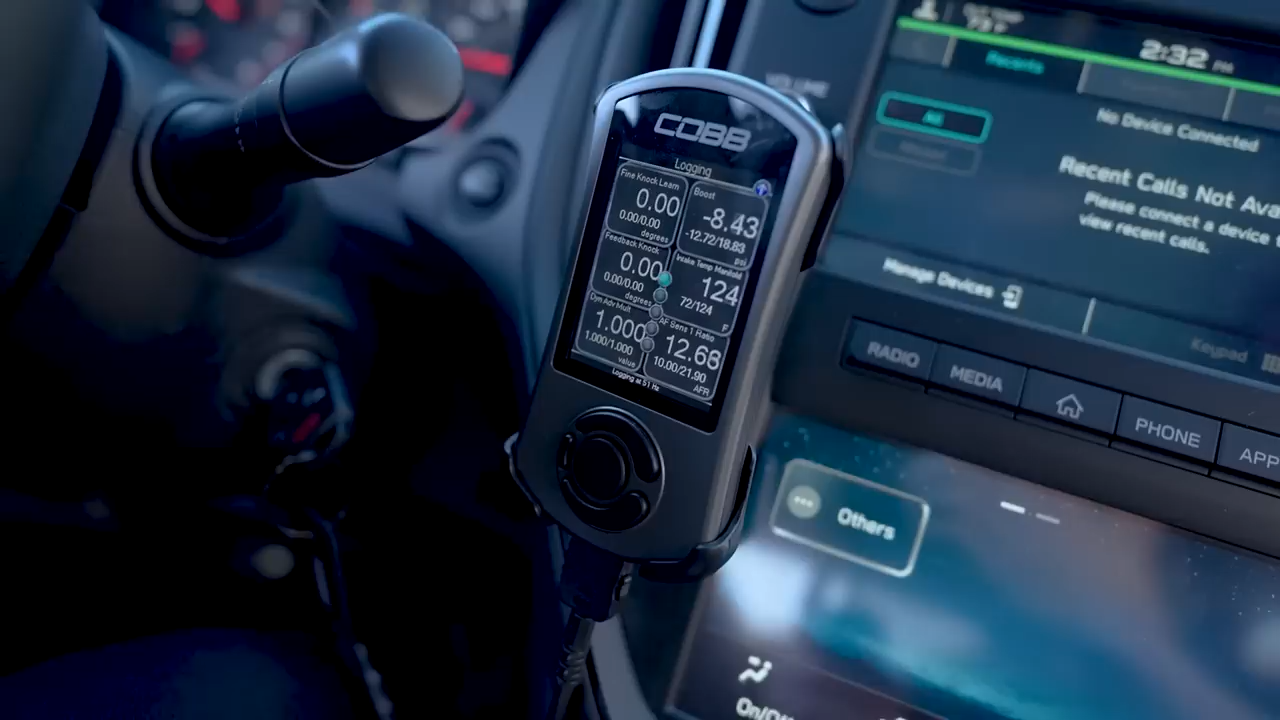 COBB
Logging
Fine Knock Learn
0.00
0.00/0.00
degrees
Boost
-8.43
-12.72/18.83
psi
Feedback Knock
0.00
0.00/0.00
degrees
Intake Temp Manifold
124
72/124
F
Dyn Adv Mult
1.000
1.000/1.000
value
AF Sens 1 Ratio
12.68
10.00/21.90
AFR
Logging at 51 Hz
VOLUME
2:32 PM
Recents
All
No Device Connected
Recent Calls Not Ava
Please connect a device
view recent calls.
Manage Devices
Keypad
RADIO
MEDIA
PHONE
APP
Others
On/Off